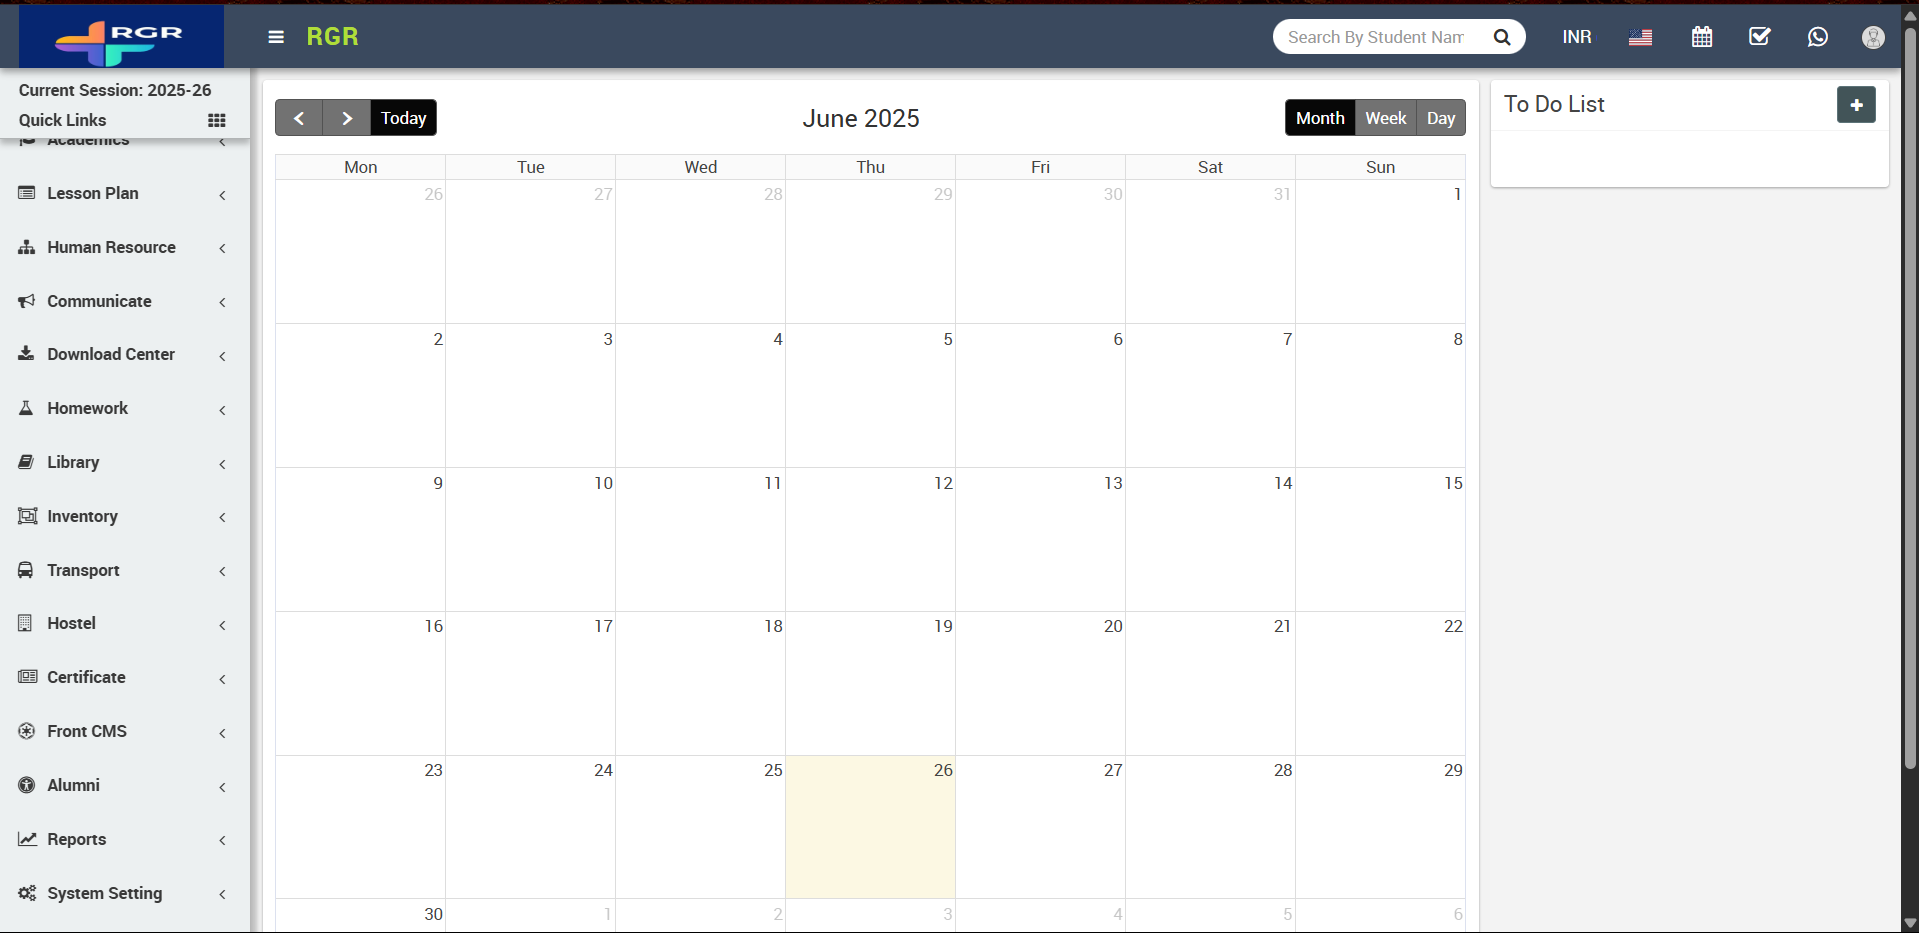 RGR
RGR
Search By Student Nam
INR
Current Session: 2025-26
Quick Links
Academics
Lesson Plan
Human Resource
Communicate
Download Center
Homework
Library
Inventory
Transport
Hostel
Certificate
Front CMS
Alumni
Reports
System Setting
Today
June 2025
Month Week Day
Mon Tue Wed Thu Fri Sat Sun
26 27 28 29 30 31 1
2 3 4 5 6 7 8
9 10 11 12 13 14 15
16 17 18 19 20 21 22
23 24 25 26 27 28 29
30 1 2 3 4 5 6
To Do List